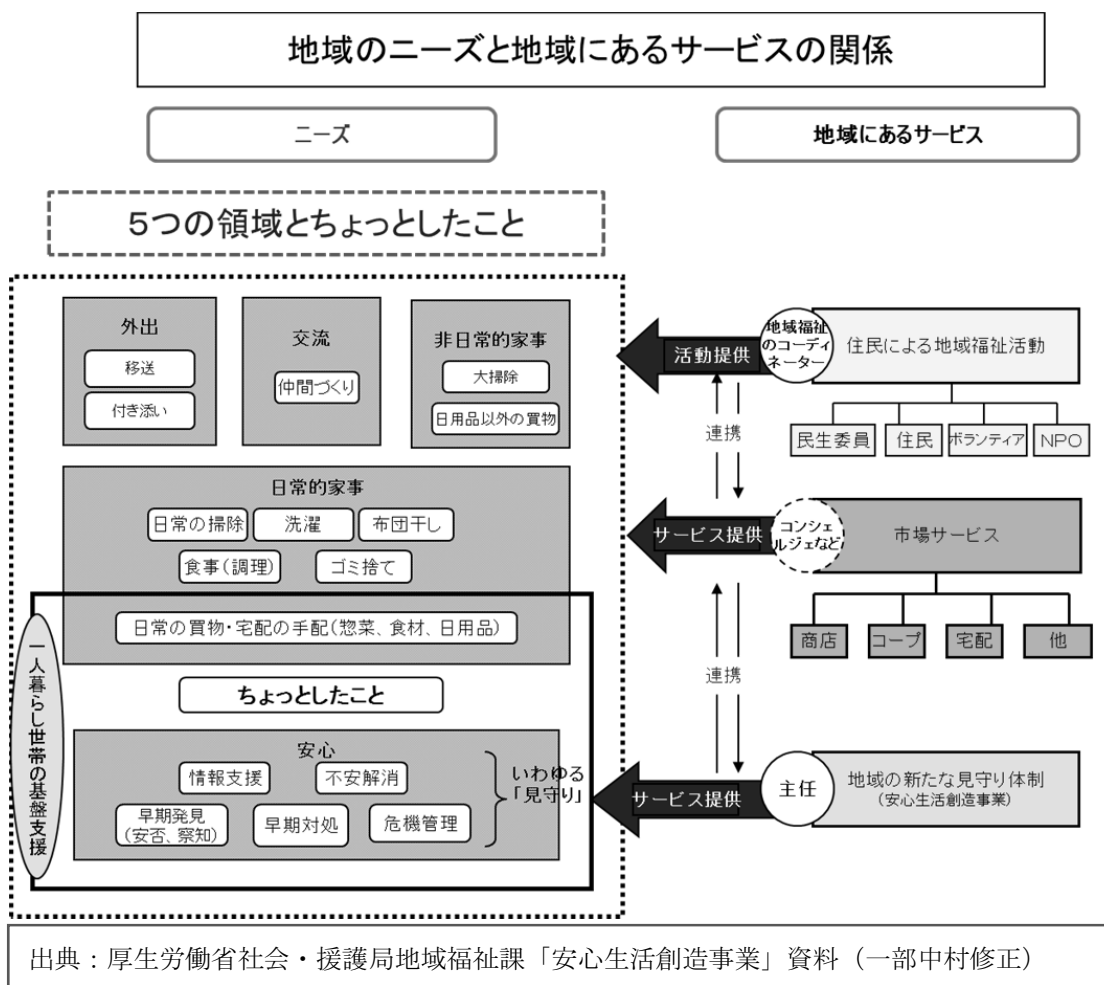 地域のニーズと地域にあるサービスの関係
ニーズ
地域にあるサービス
5つの領域とちょっとしたこと
外出
移送
付き添い
交流
仲間づくり
非日常的家事
大掃除
日用品以外の買物
活動提供
地域福祉
のコーディ
ネーター
住民による地域福祉活動
民生委員
住民
ボランティア
NPO
連携
日常的家事
日常の掃除
洗濯
布団干し
食事(調理)
ゴミ捨て
日常の買物・宅配の手配(惣菜、食材、日用品)
サービス提供
コンシェ
ルジェなど
市場サービス
商店
コープ
宅配
他
連携
一人暮らし世帯の基盤支援
ちょっとしたこと
安心
情報支援
不安解消
早期発見
(安否、察知)
早期対処
危機管理
いわゆる
「見守り」
サービス提供
主任
地域の新たな見守り体制
(安心生活創造事業)
出典:厚生労働省社会・援護局地域福祉課「安心生活創造事業」資料(一部中村修正)